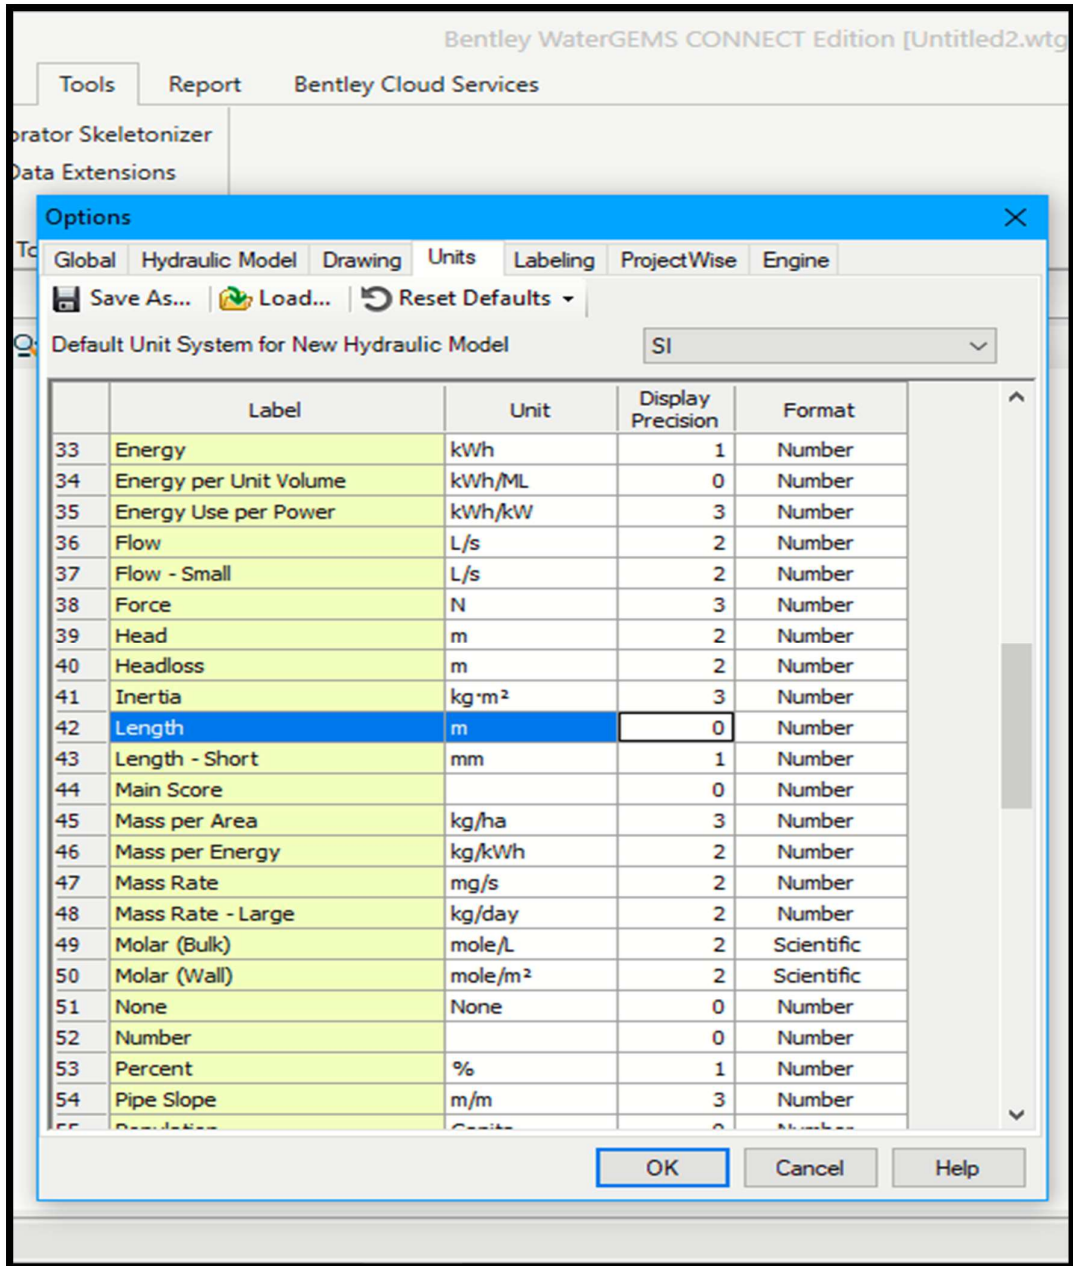 Bentley WaterGEMS CONNECT Edition [Untitled2.wtg
Tools Report Bentley Cloud Services
orator Skeletonizer
Data Extensions
Options
To
Global Hydraulic Model Drawing Units Labeling ProjectWise Engine
Save As... Load... Reset Defaults
Default Unit System for New Hydraulic Model SI
Label Unit Display Precision Format
33 Energy kWh 1 Number
34 Energy per Unit Volume kWh/ML 0 Number
35 Energy Use per Power kWh/kW 3 Number
36 Flow L/s 2 Number
37 Flow - Small L/s 2 Number
38 Force N 3 Number
39 Head m 2 Number
40 Headloss m 2 Number
41 Inertia kg·m² 3 Number
42 Length m 0 Number
43 Length - Short mm 1 Number
44 Main Score 0 Number
45 Mass per Area kg/ha 3 Number
46 Mass per Energy kg/kWh 2 Number
47 Mass Rate mg/s 2 Number
48 Mass Rate - Large kg/day 2 Number
49 Molar (Bulk) mole/L 2 Scientific
50 Molar (Wall) mole/m² 2 Scientific
51 None None 0 Number
52 Number 0 Number
53 Percent % 1 Number
54 Pipe Slope m/m 3 Number
OK Cancel Help